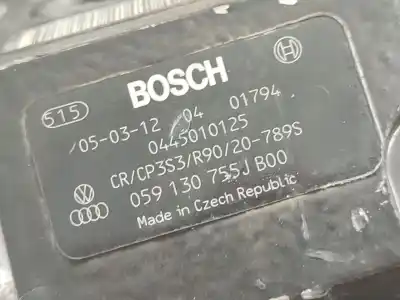 BOSCH
515
05-03-12 04 01794
0445010125
CR/CP3S3/R90/20-789S
059 130 755J B00
Made in Czech Republic